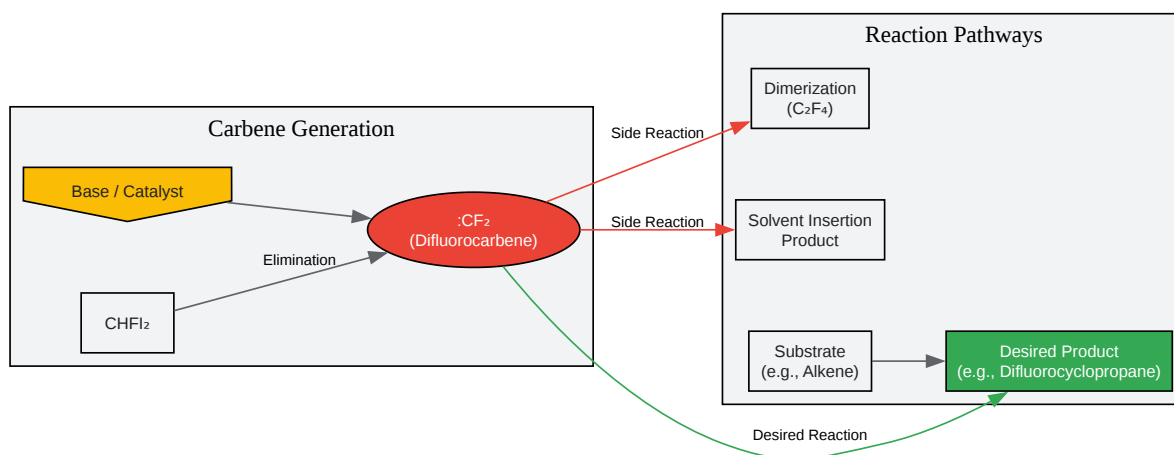 Carbene Generation
Base / Catalyst
Elimination
CHFI₂
:CF₂
(Difluorocarbene)
Side Reaction
Side Reaction
Desired Reaction
Reaction Pathways
Dimerization
(C₂F₄)
Solvent Insertion
Product
Substrate
(e.g., Alkene)
Desired Product
(e.g., Difluorocyclopropane)